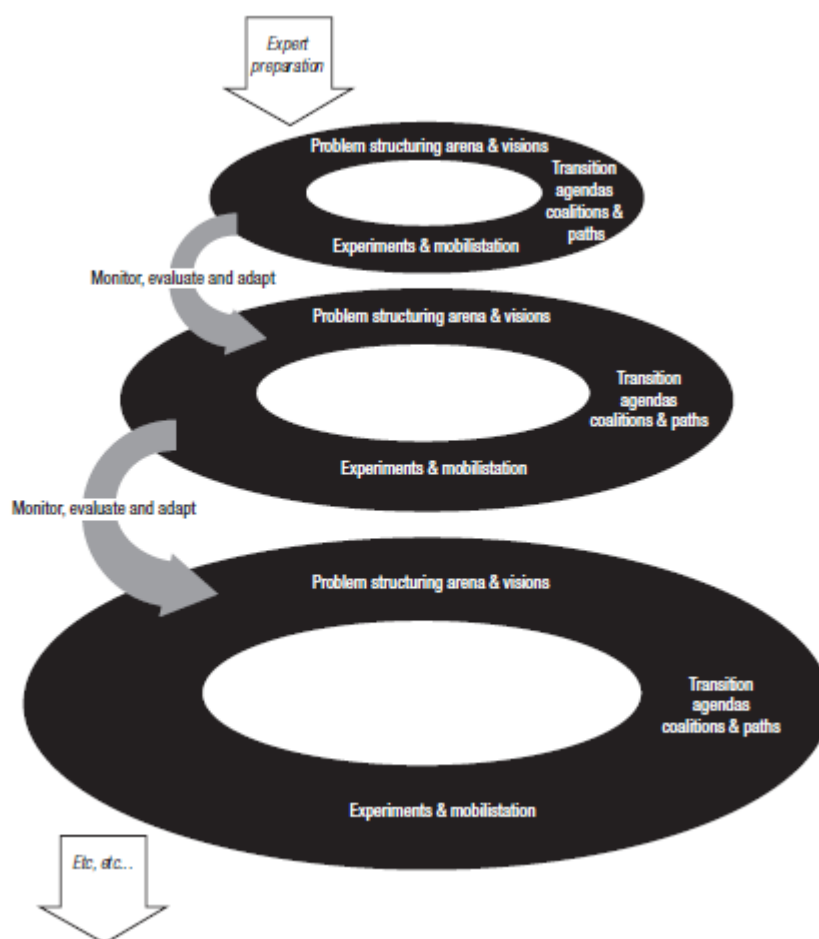 Expert
preparation
Problem structuring arena & visions
Transition
agendas
coalitions &
paths
Experiments & mobilistation
Monitor, evaluate and adapt
Problem structuring arena & visions
Transition
agendas
coalitions & paths
Experiments & mobilistation
Monitor, evaluate and adapt
Problem structuring arena & visions
Transition
agendas
coalitions & paths
Experiments & mobilistation
Etc, etc...